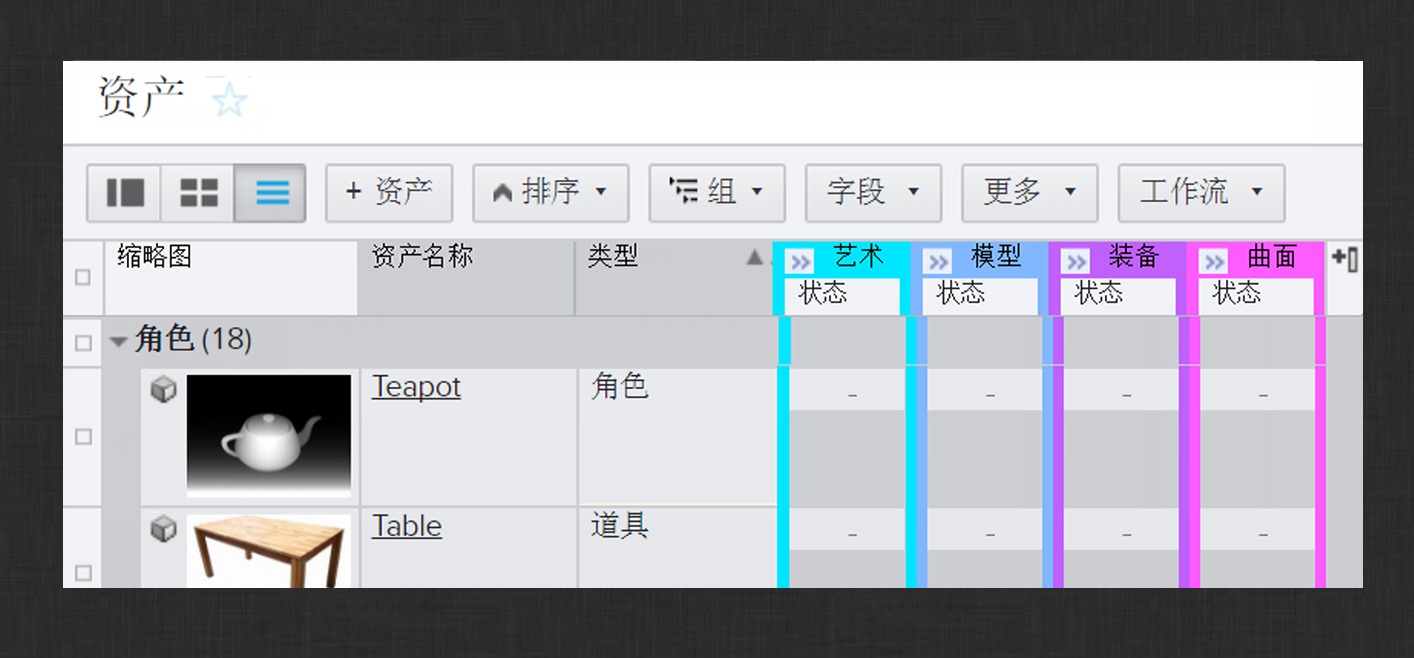 资产
+ 资产 排序 组 字段 更多 工作流
缩略图 资产名称 类型 艺术 模型 装备 曲面
状态 状态 状态 状态
角色 (18)
Teapot 角色 - - - -
Table 道具 - - - -